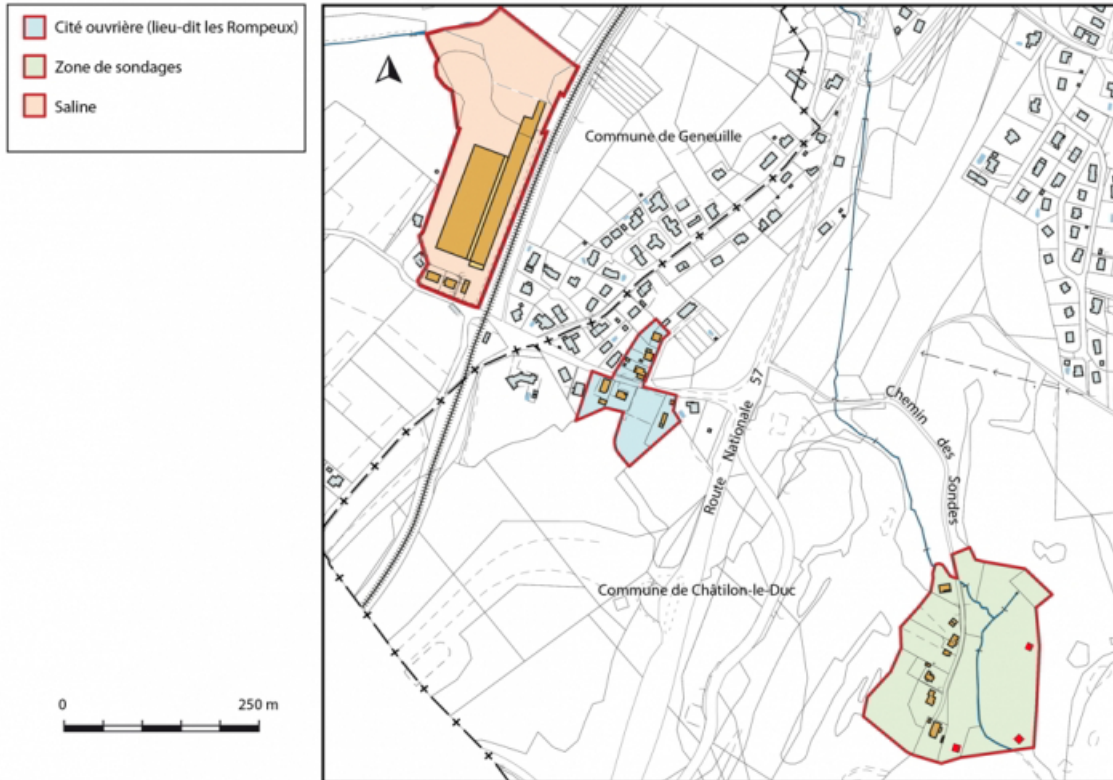 Cité ouvrière (lieu-dit les Rompeux)
Zone de sondages
Saline
Commune de Geneuille
Route Nationale 57
Chemin des Sondes
Commune de Châtilon-le-Duc
0 250 m